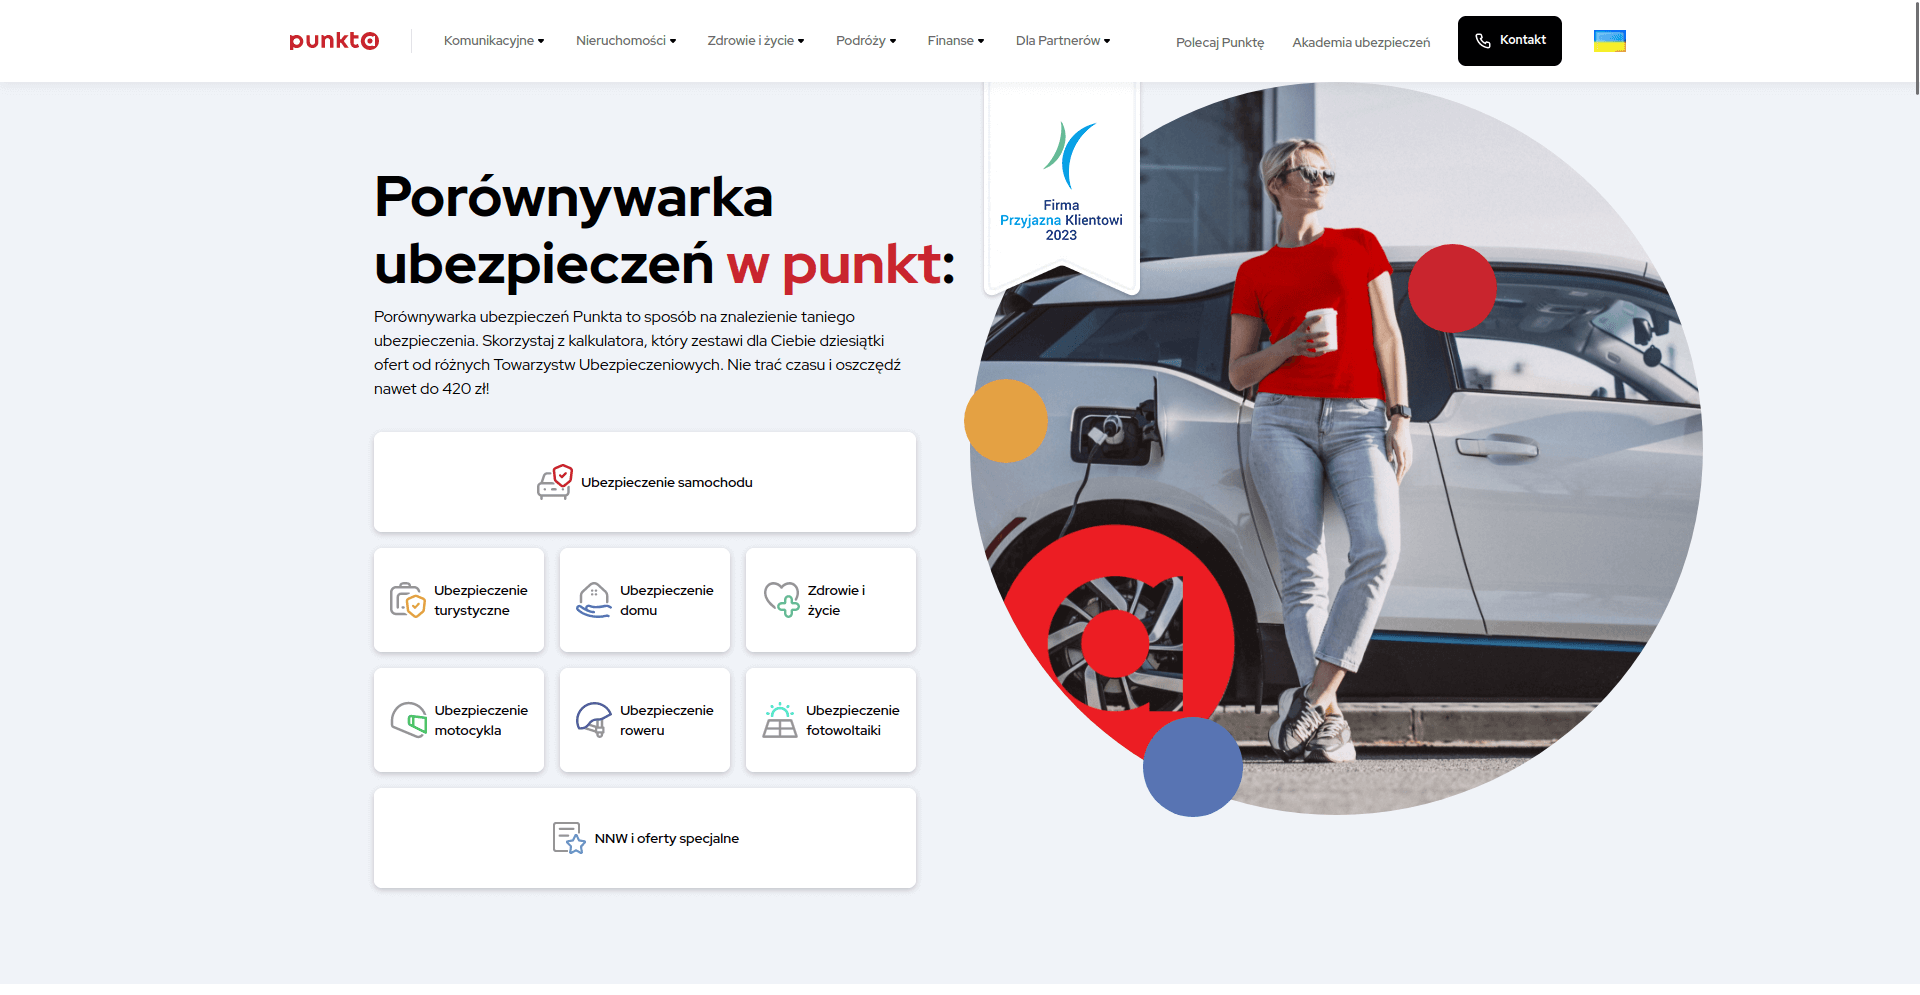 punkta
Komunikacyjne
Nieruchomości
Zdrowie i życie
Podróży
Finanse
Dla Partnerów
Polecaj Punktę
Akademia ubezpieczeń
Kontakt
Firma
Przyjazna Klientowi
2023
Porównywarka
ubezpieczeń w punkt:
Porównywarka ubezpieczeń Punkta to sposób na znalezienie taniego
ubezpieczenia. Skorzystaj z kalkulatora, który zestawi dla Ciebie dziesiątki
ofert od różnych Towarzystw Ubezpieczeniowych. Nie trać czasu i oszczędź
nawet do 420 zł!
Ubezpieczenie samochodu
Ubezpieczenie
turystyczne
Ubezpieczenie
domu
Zdrowie i
życie
Ubezpieczenie
motocykla
Ubezpieczenie
roweru
Ubezpieczenie
fotowoltaiki
NNW i oferty specjalne